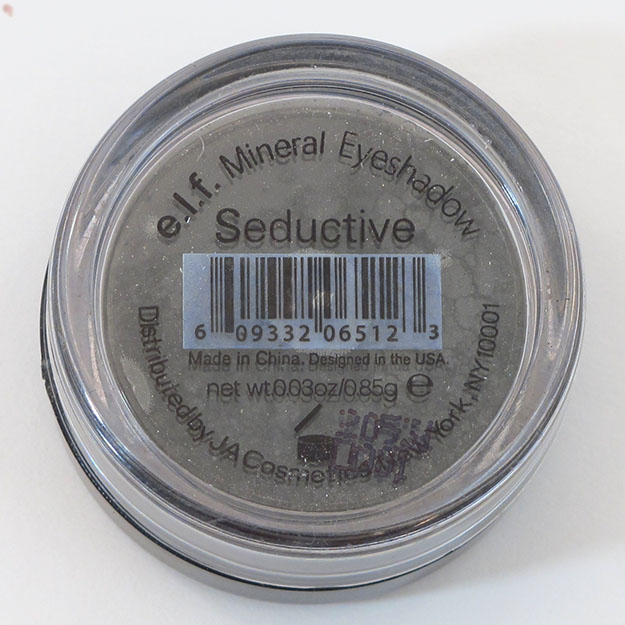 e.l.f. Mineral Eyeshadow
Seductive
6 09332 06512 3
Made in China. Designed in the USA.
net wt.0.03oz/0.85g ℮
Distributed by JA Cosmetics New York, NY10001